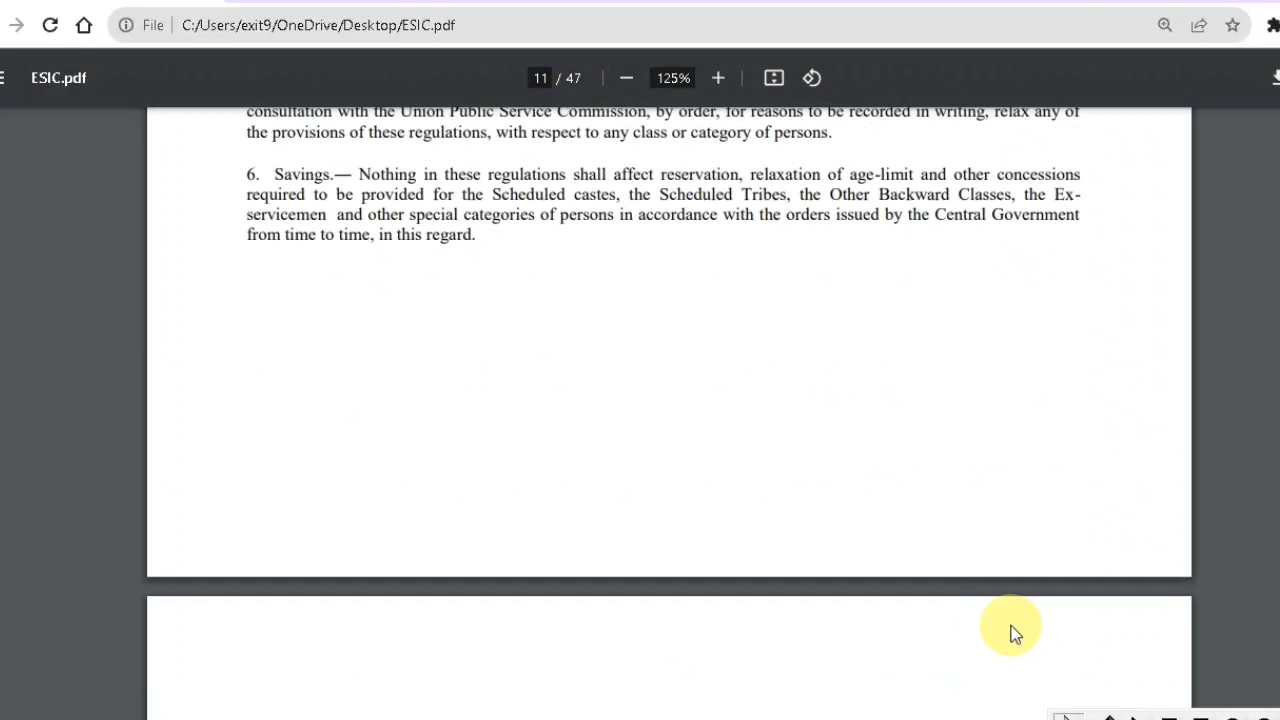 File C:/Users/exit9/OneDrive/Desktop/ESIC.pdf
ESIC.pdf 11 / 47 125%
consultation with the Union Public Service Commission, by order, for reasons to be recorded in writing, relax any of
the provisions of these regulations, with respect to any class or category of persons.
6. Savings.— Nothing in these regulations shall affect reservation, relaxation of age-limit and other concessions
required to be provided for the Scheduled castes, the Scheduled Tribes, the Other Backward Classes, the Ex-
servicemen and other special categories of persons in accordance with the orders issued by the Central Government
from time to time, in this regard.